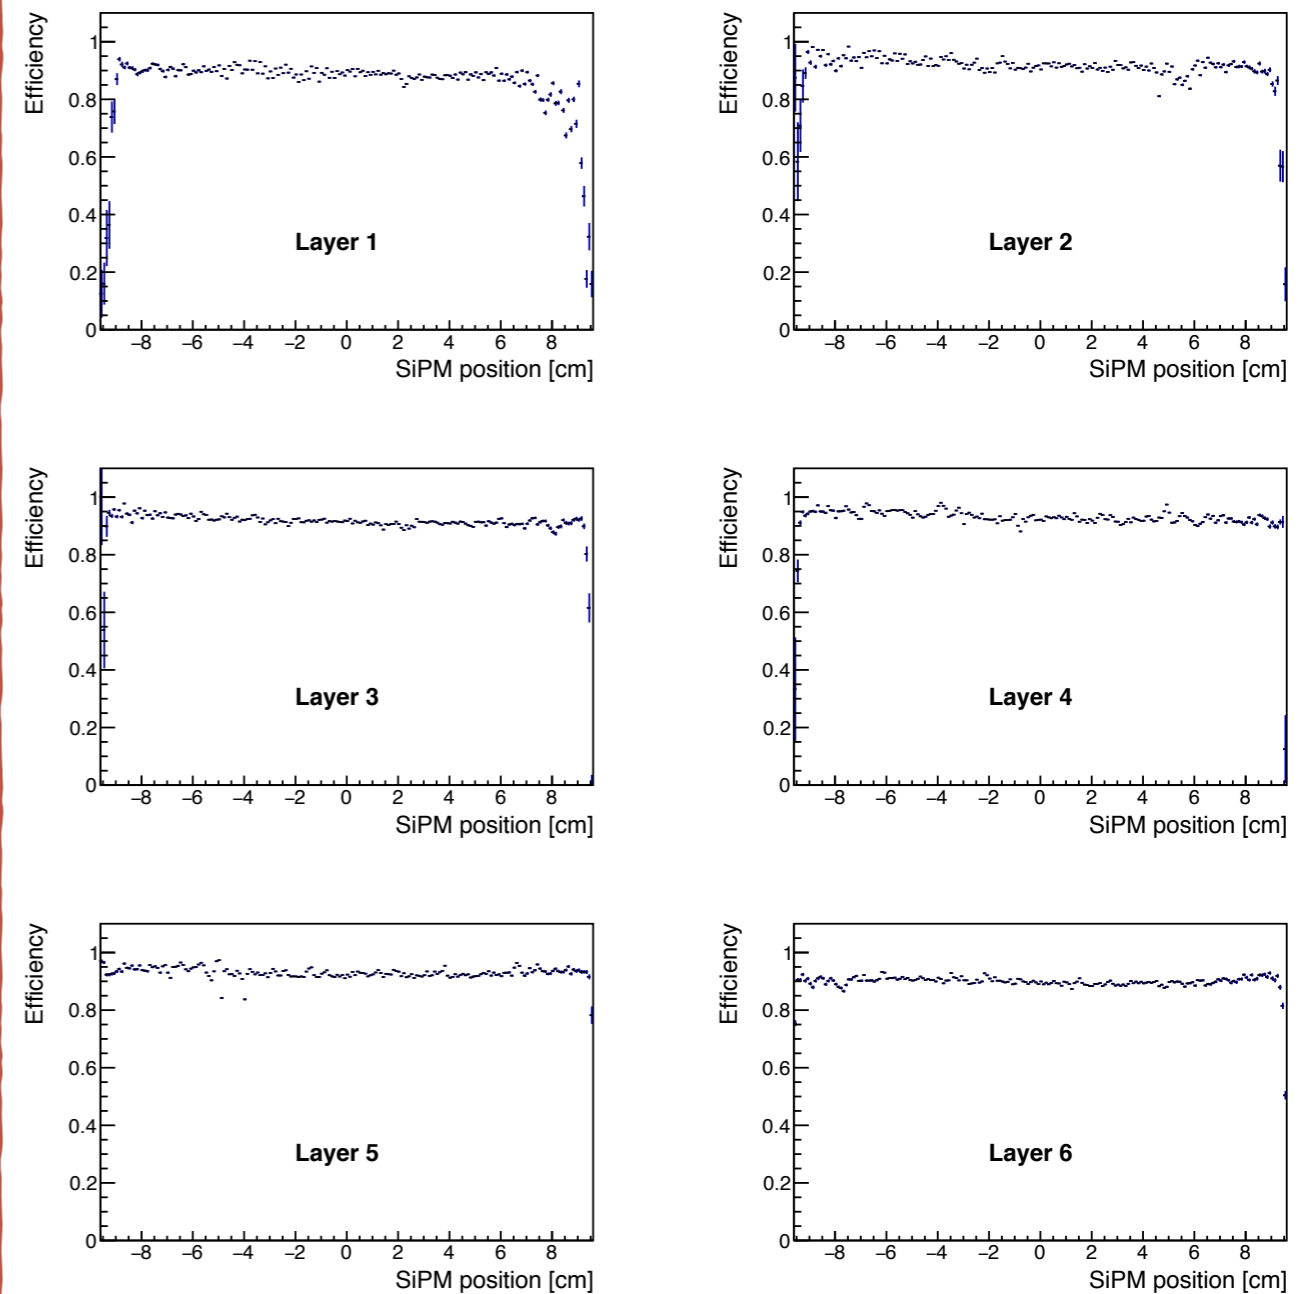 Efficiency
1
0.8
0.6
0.4
0.2
0
−8 −6 −4 −2 0 2 4 6 8
SiPM position [cm]
Layer 1
Efficiency
1
0.8
0.6
0.4
0.2
0
−8 −6 −4 −2 0 2 4 6 8
SiPM position [cm]
Layer 2
Efficiency
1
0.8
0.6
0.4
0.2
0
−8 −6 −4 −2 0 2 4 6 8
SiPM position [cm]
Layer 3
Efficiency
1
0.8
0.6
0.4
0.2
0
−8 −6 −4 −2 0 2 4 6 8
SiPM position [cm]
Layer 4
Efficiency
1
0.8
0.6
0.4
0.2
0
−8 −6 −4 −2 0 2 4 6 8
SiPM position [cm]
Layer 5
Efficiency
1
0.8
0.6
0.4
0.2
0
−8 −6 −4 −2 0 2 4 6 8
SiPM position [cm]
Layer 6